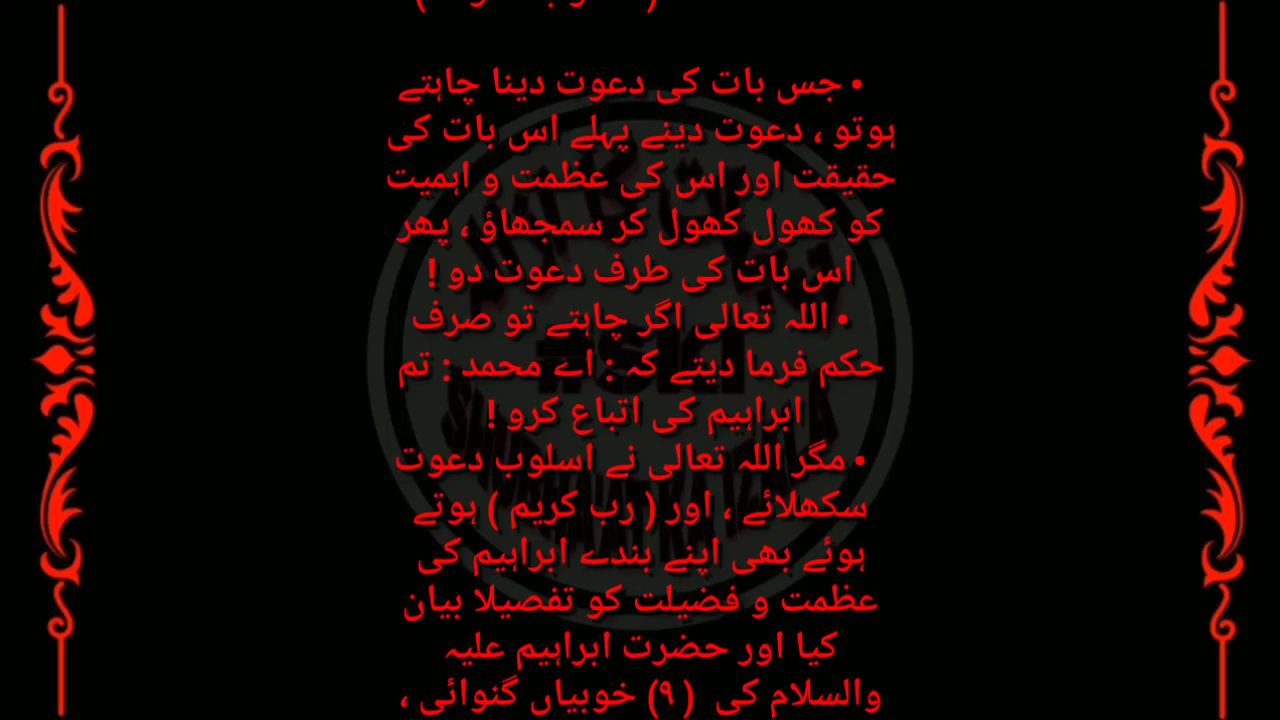 • جس بات کی دعوت دینا چاہتے
ہوتو ، دعوت دینے پہلے اس بات کی
حقیقت اور اس کی عظمت و اہمیت
کو کھول کھول کر سمجھاؤ ، پھر
اس بات کی طرف دعوت دو !
• اللہ تعالی اگر چاہتے تو صرف
حکم فرما دیتے کہ : اے محمد : تم
ابراہیم کی اتباع کرو !
• مگر اللہ تعالی نے اسلوب دعوت
سکھلائے ، اور ( رب کریم ) ہوتے
ہوئے بھی اپنے بندے ابراہیم کی
عظمت و فضیلت کو تفصیلا بیان
کیا اور حضرت ابراہیم علیہ
والسلام کی (۹) خوبیاں گنوائی ،